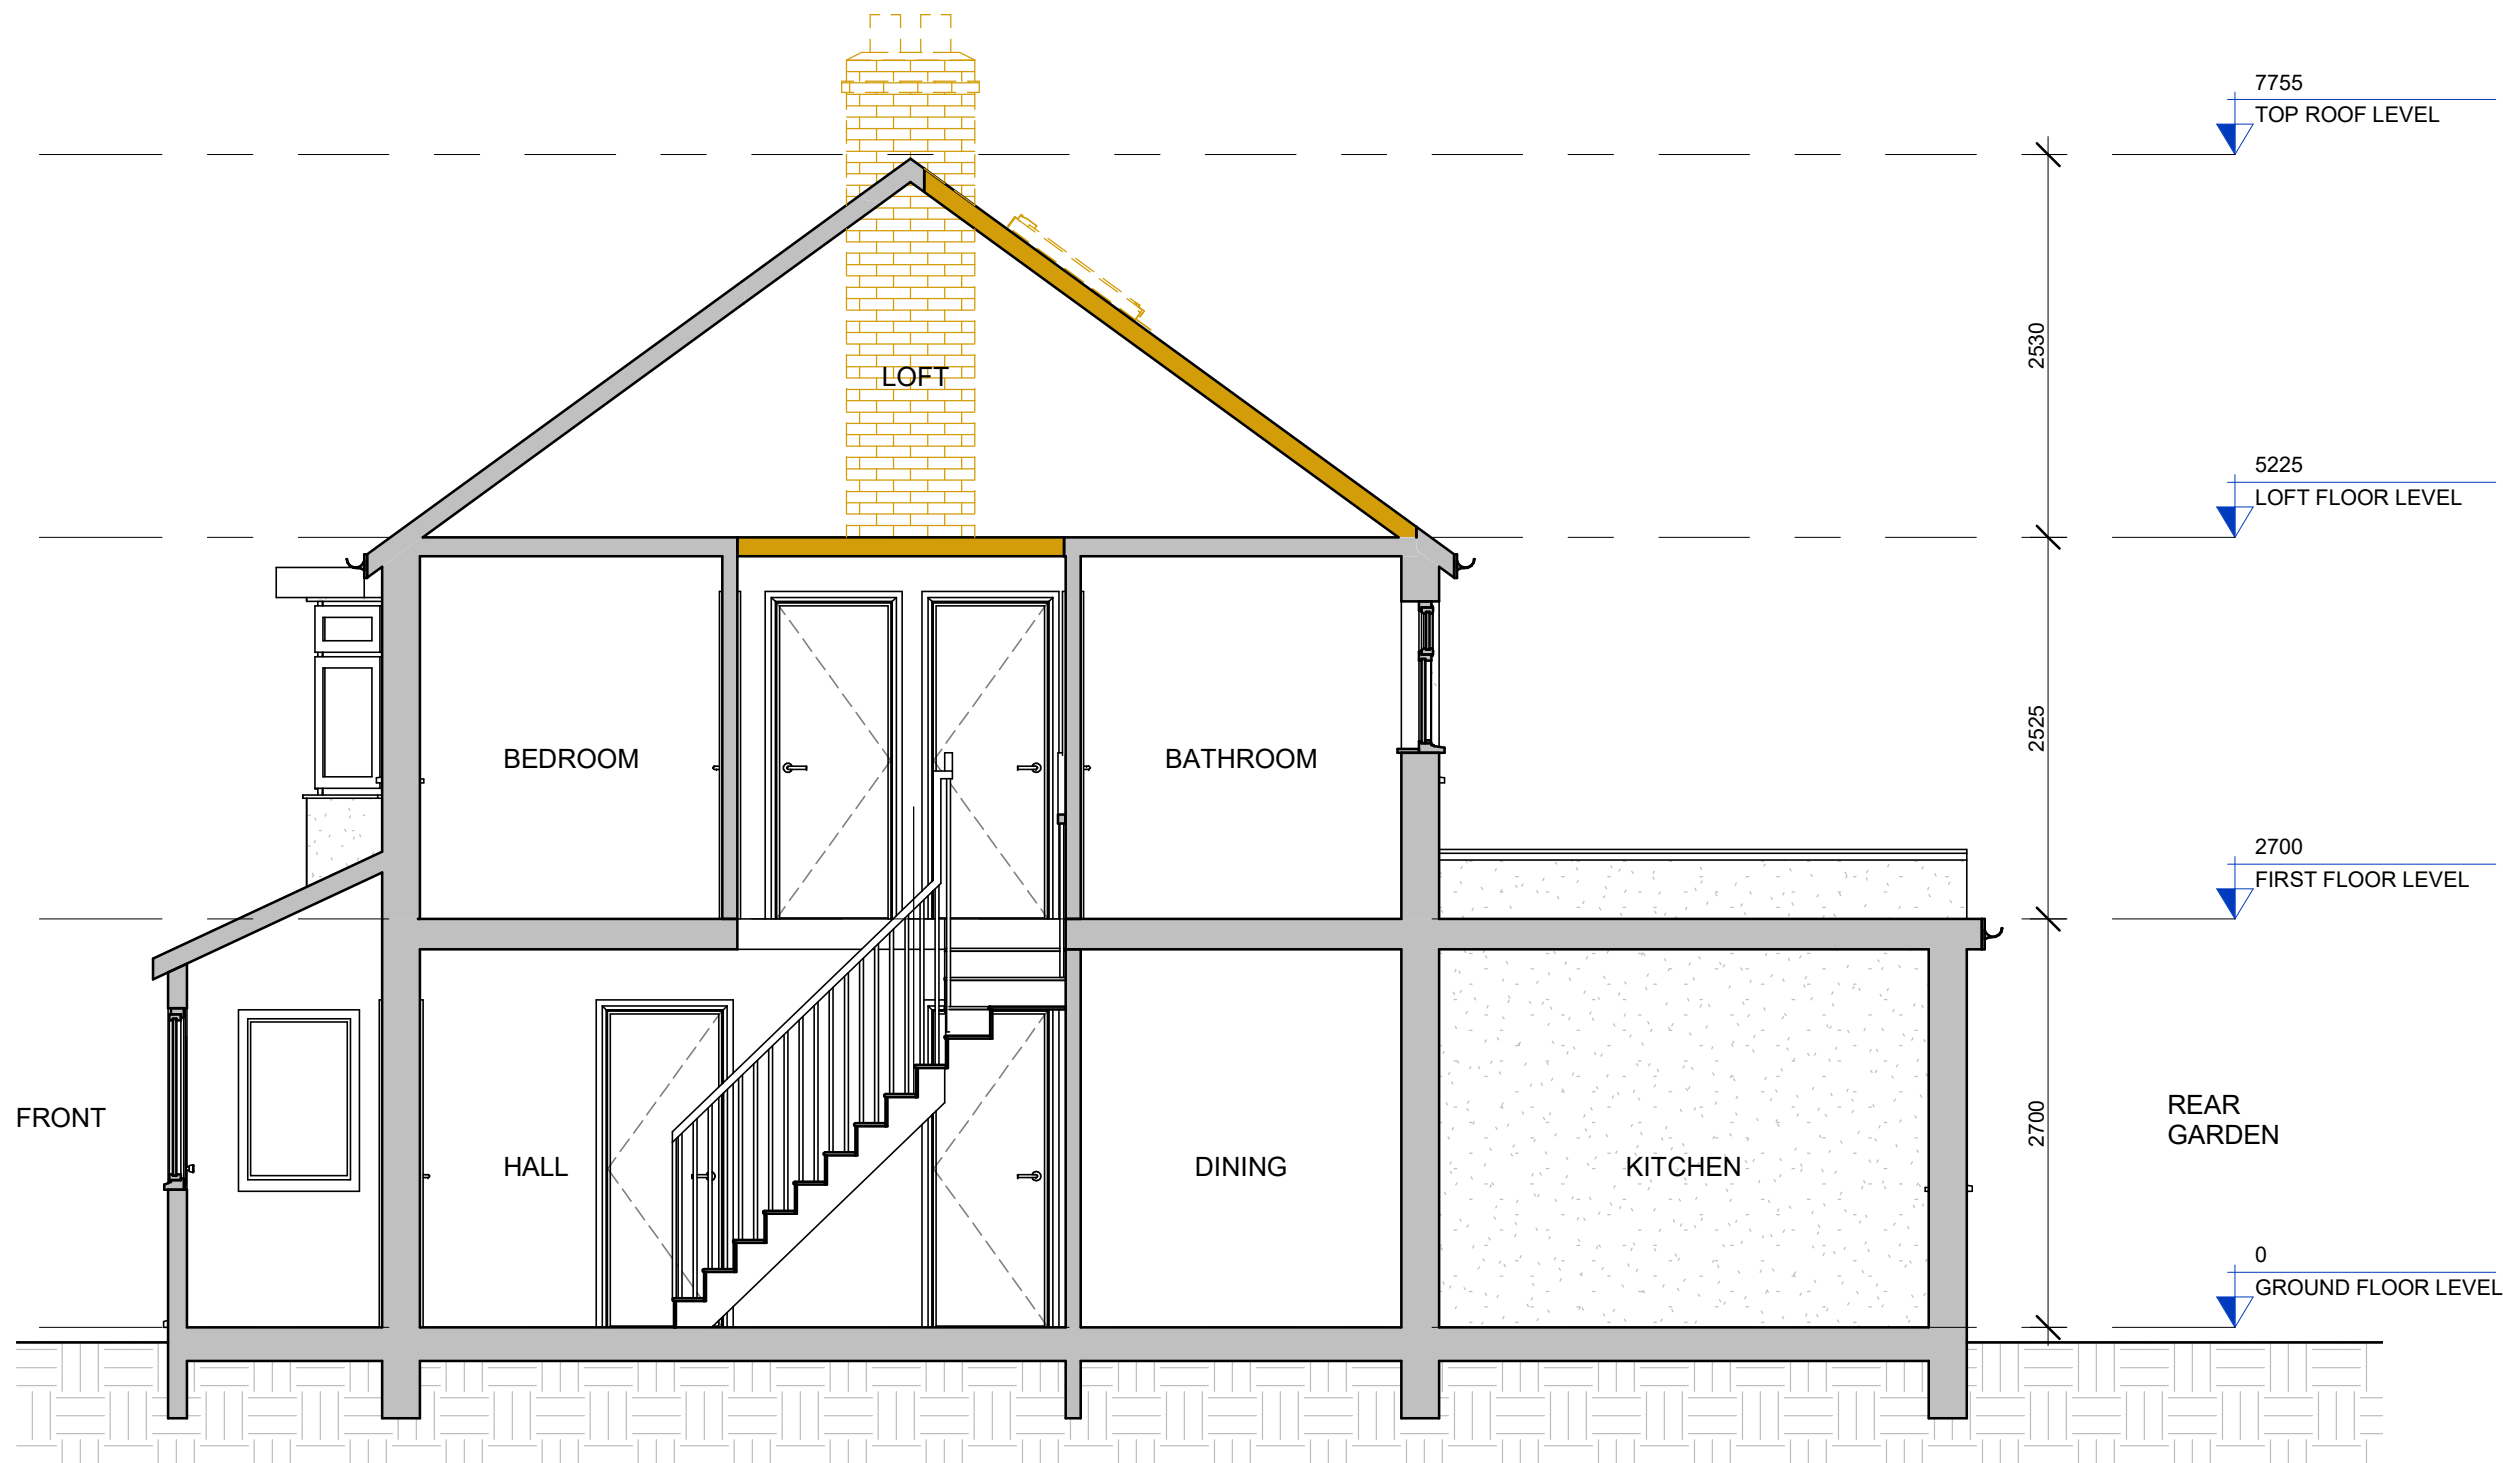 7755
TOP ROOF LEVEL
2530
LOFT
5225
LOFT FLOOR LEVEL
2525
BEDROOM
BATHROOM
2700
FIRST FLOOR LEVEL
FRONT
HALL
DINING
KITCHEN
2700
REAR
GARDEN
0
GROUND FLOOR LEVEL